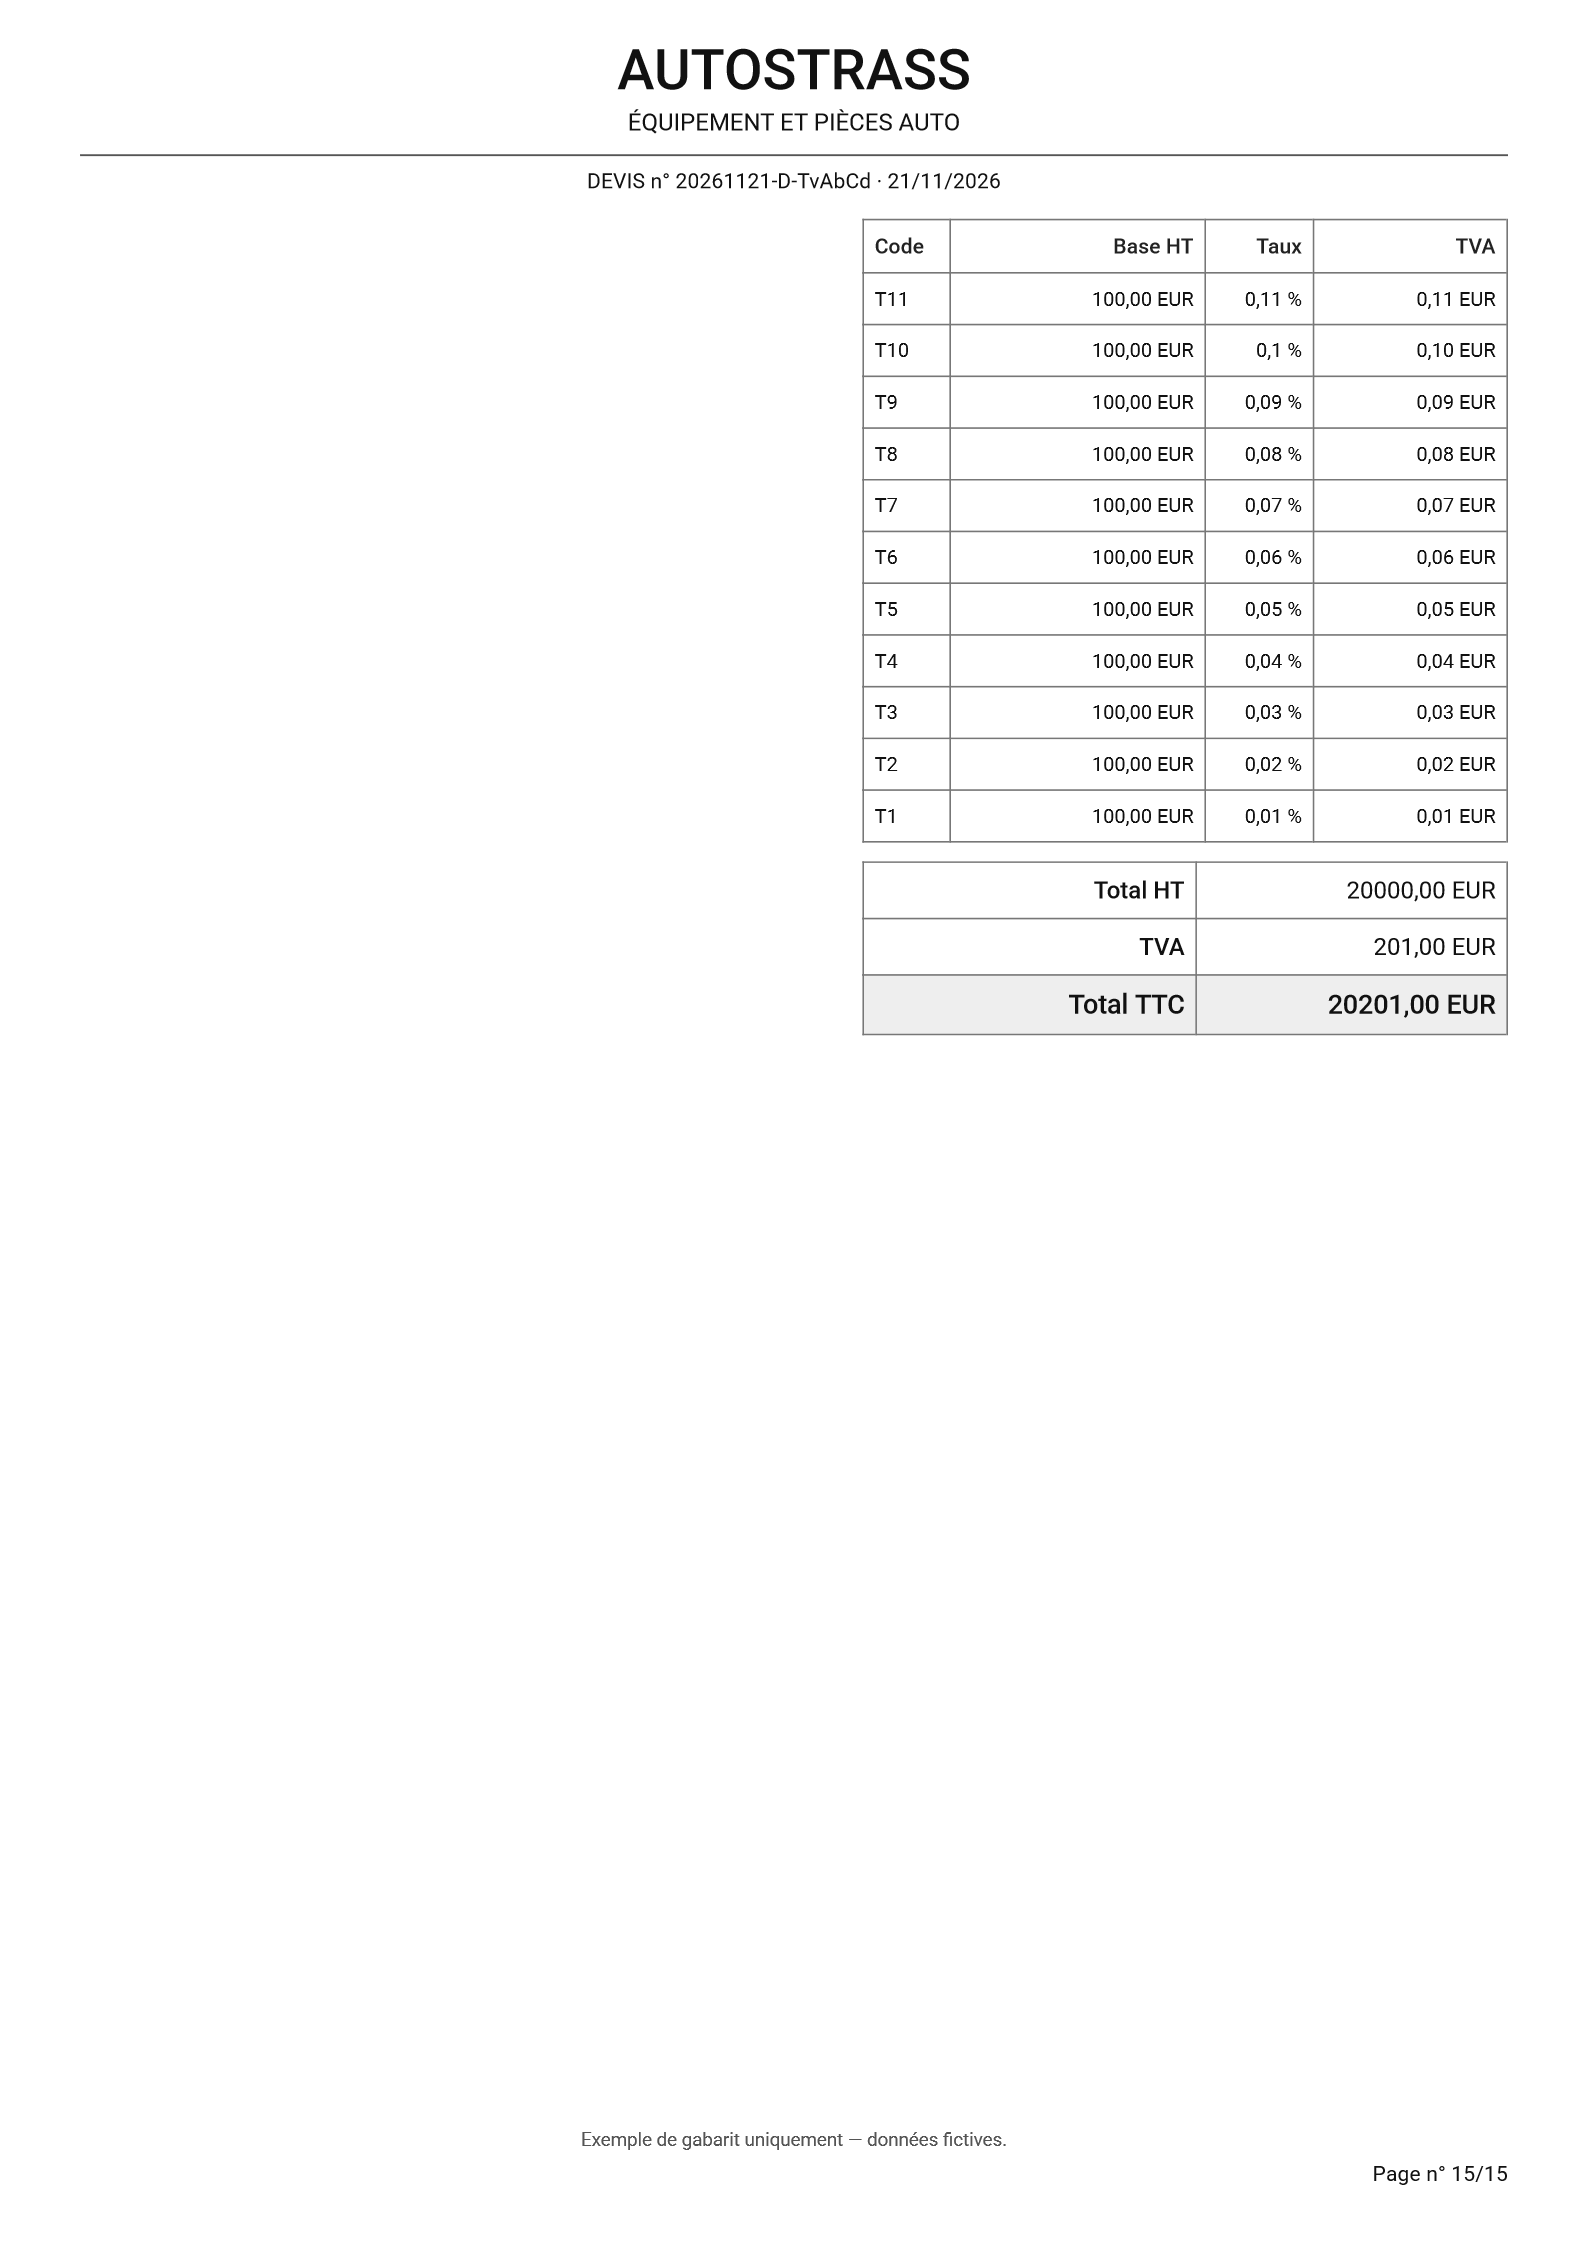 AUTOSTRASS
ÉQUIPEMENT ET PIÈCES AUTO
DEVIS n° 20261121-D-TvAbCd · 21/11/2026
Code Base HT Taux TVA
T11 100,00 EUR 0,11 % 0,11 EUR
T10 100,00 EUR 0,1 % 0,10 EUR
T9 100,00 EUR 0,09 % 0,09 EUR
T8 100,00 EUR 0,08 % 0,08 EUR
T7 100,00 EUR 0,07 % 0,07 EUR
T6 100,00 EUR 0,06 % 0,06 EUR
T5 100,00 EUR 0,05 % 0,05 EUR
T4 100,00 EUR 0,04 % 0,04 EUR
T3 100,00 EUR 0,03 % 0,03 EUR
T2 100,00 EUR 0,02 % 0,02 EUR
T1 100,00 EUR 0,01 % 0,01 EUR
Total HT 20000,00 EUR
TVA 201,00 EUR
Total TTC 20201,00 EUR
Exemple de gabarit uniquement — données fictives.
Page n° 15/15